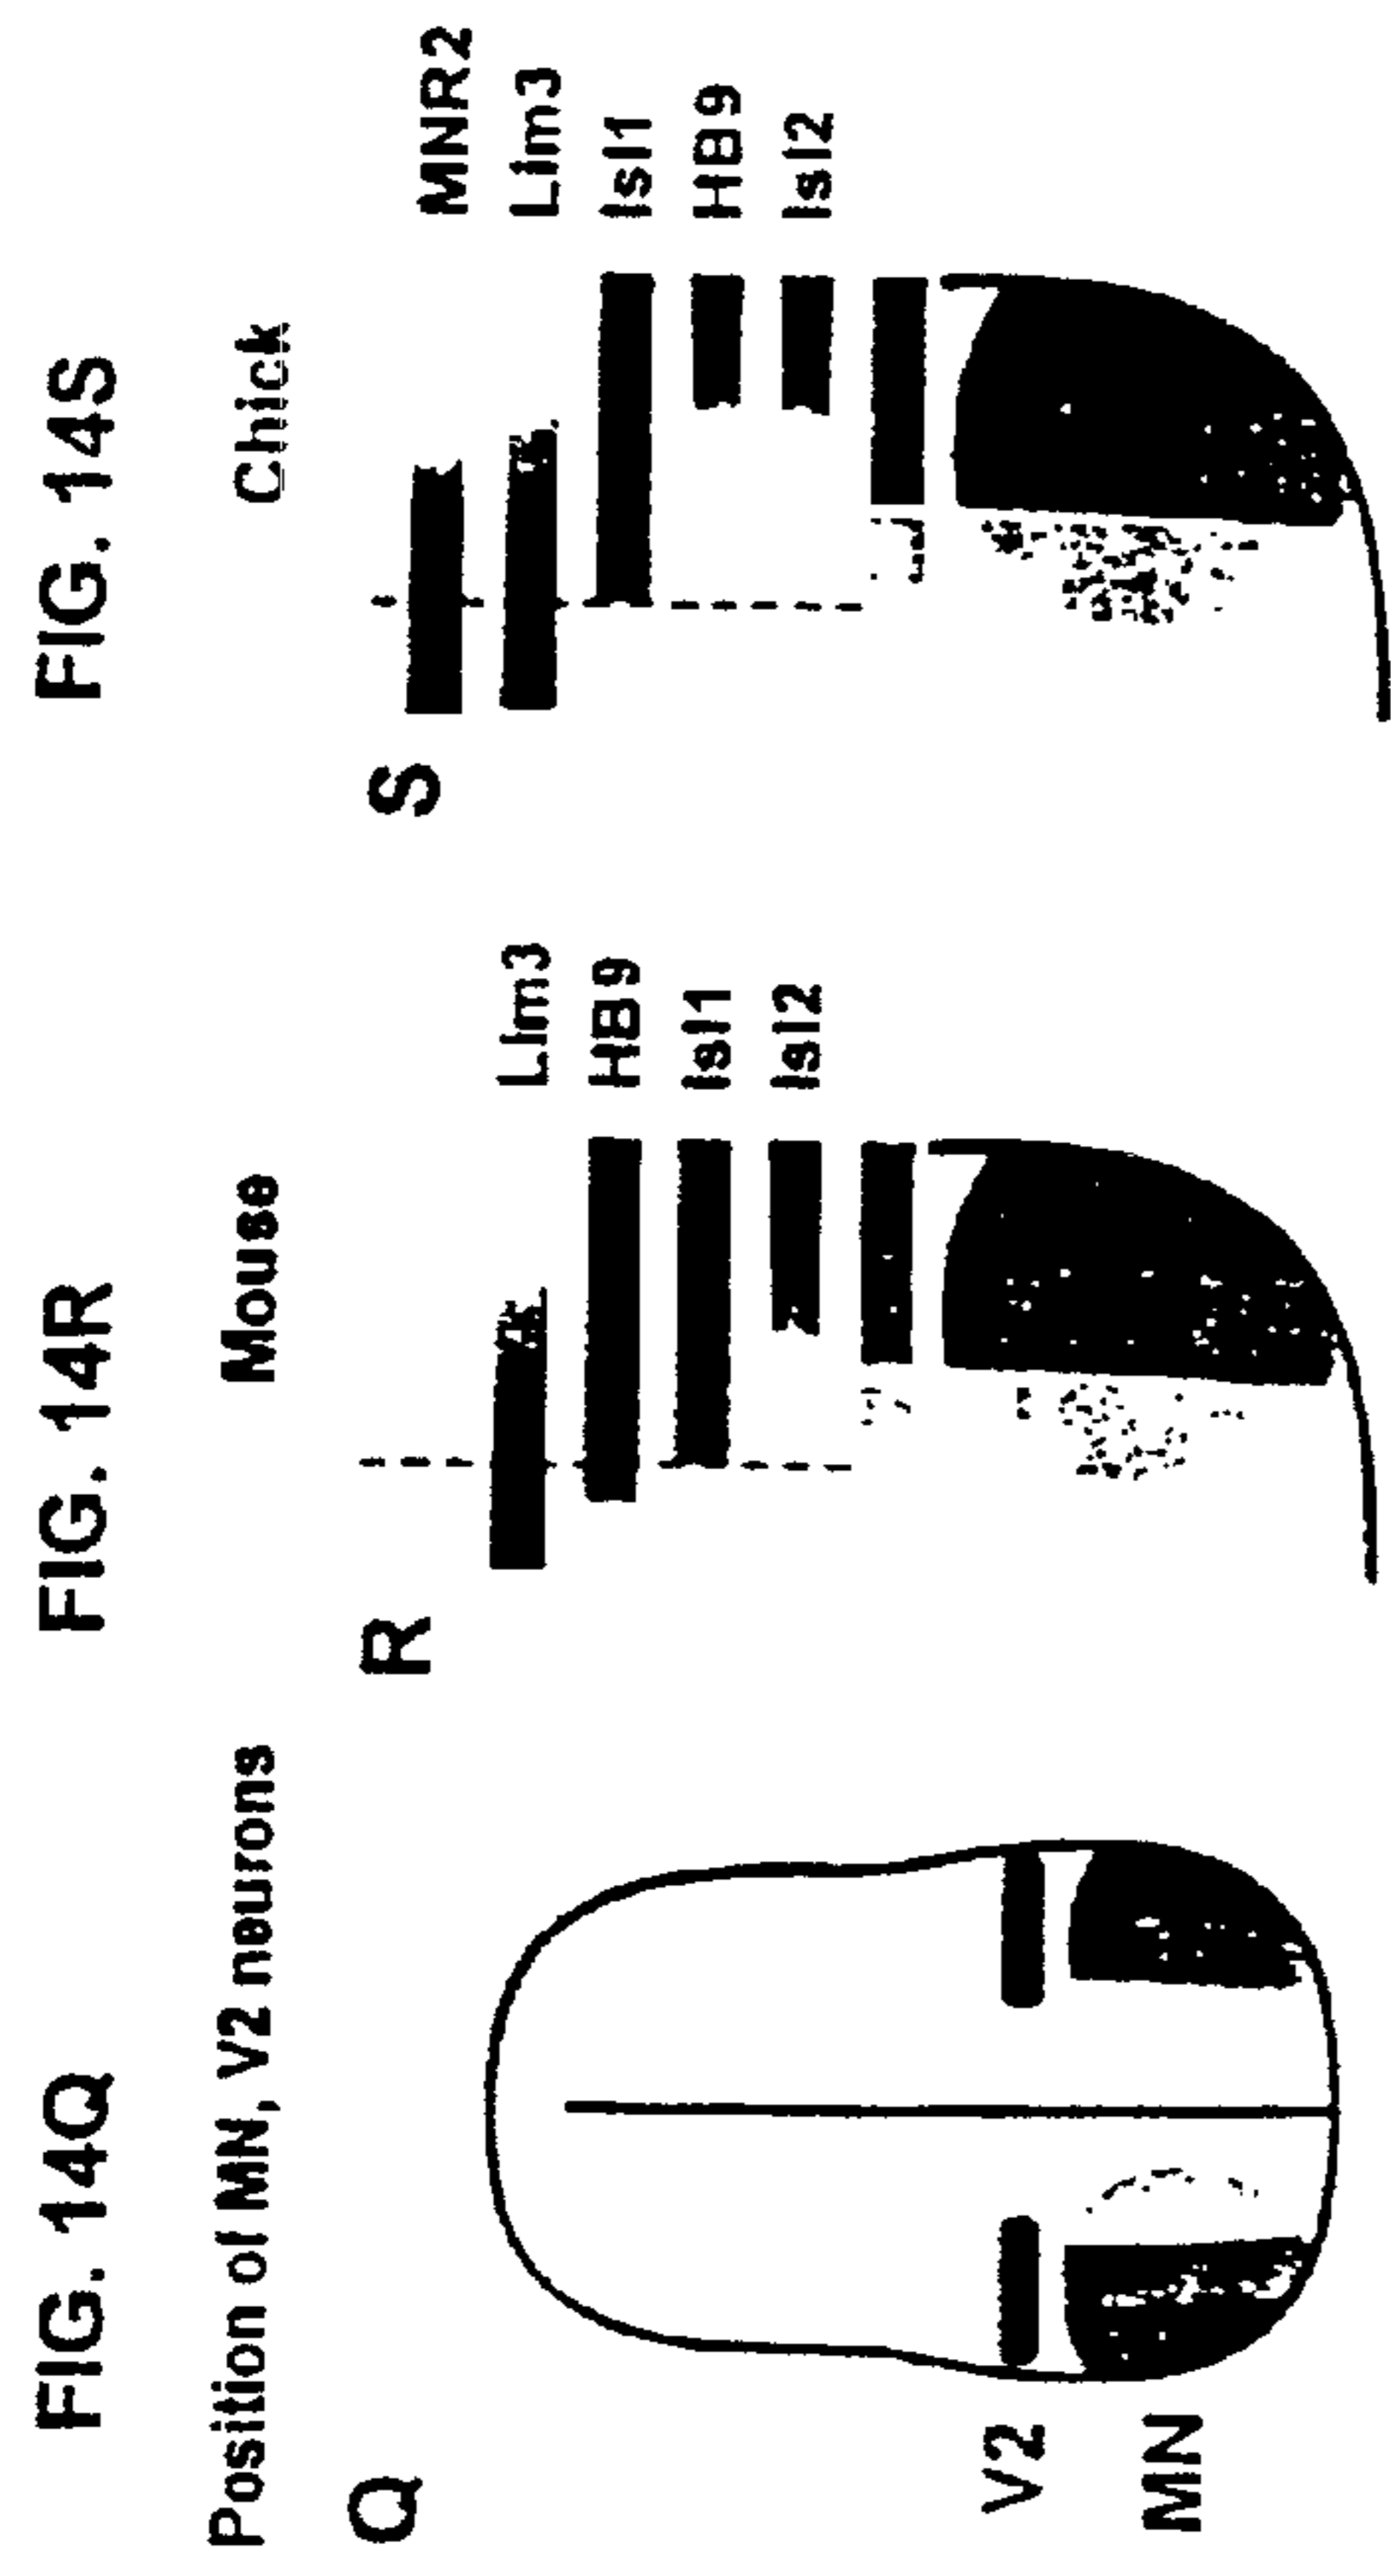 FIG. 14Q
Position of MN, V2 neurons
Q
V2
MN
FIG. 14R
Mouse
R
Lim3
HB9
Isl1
Isl2
FIG. 14S
Chick
S
MNR2
Lim3
Isl1
HB9
Isl2